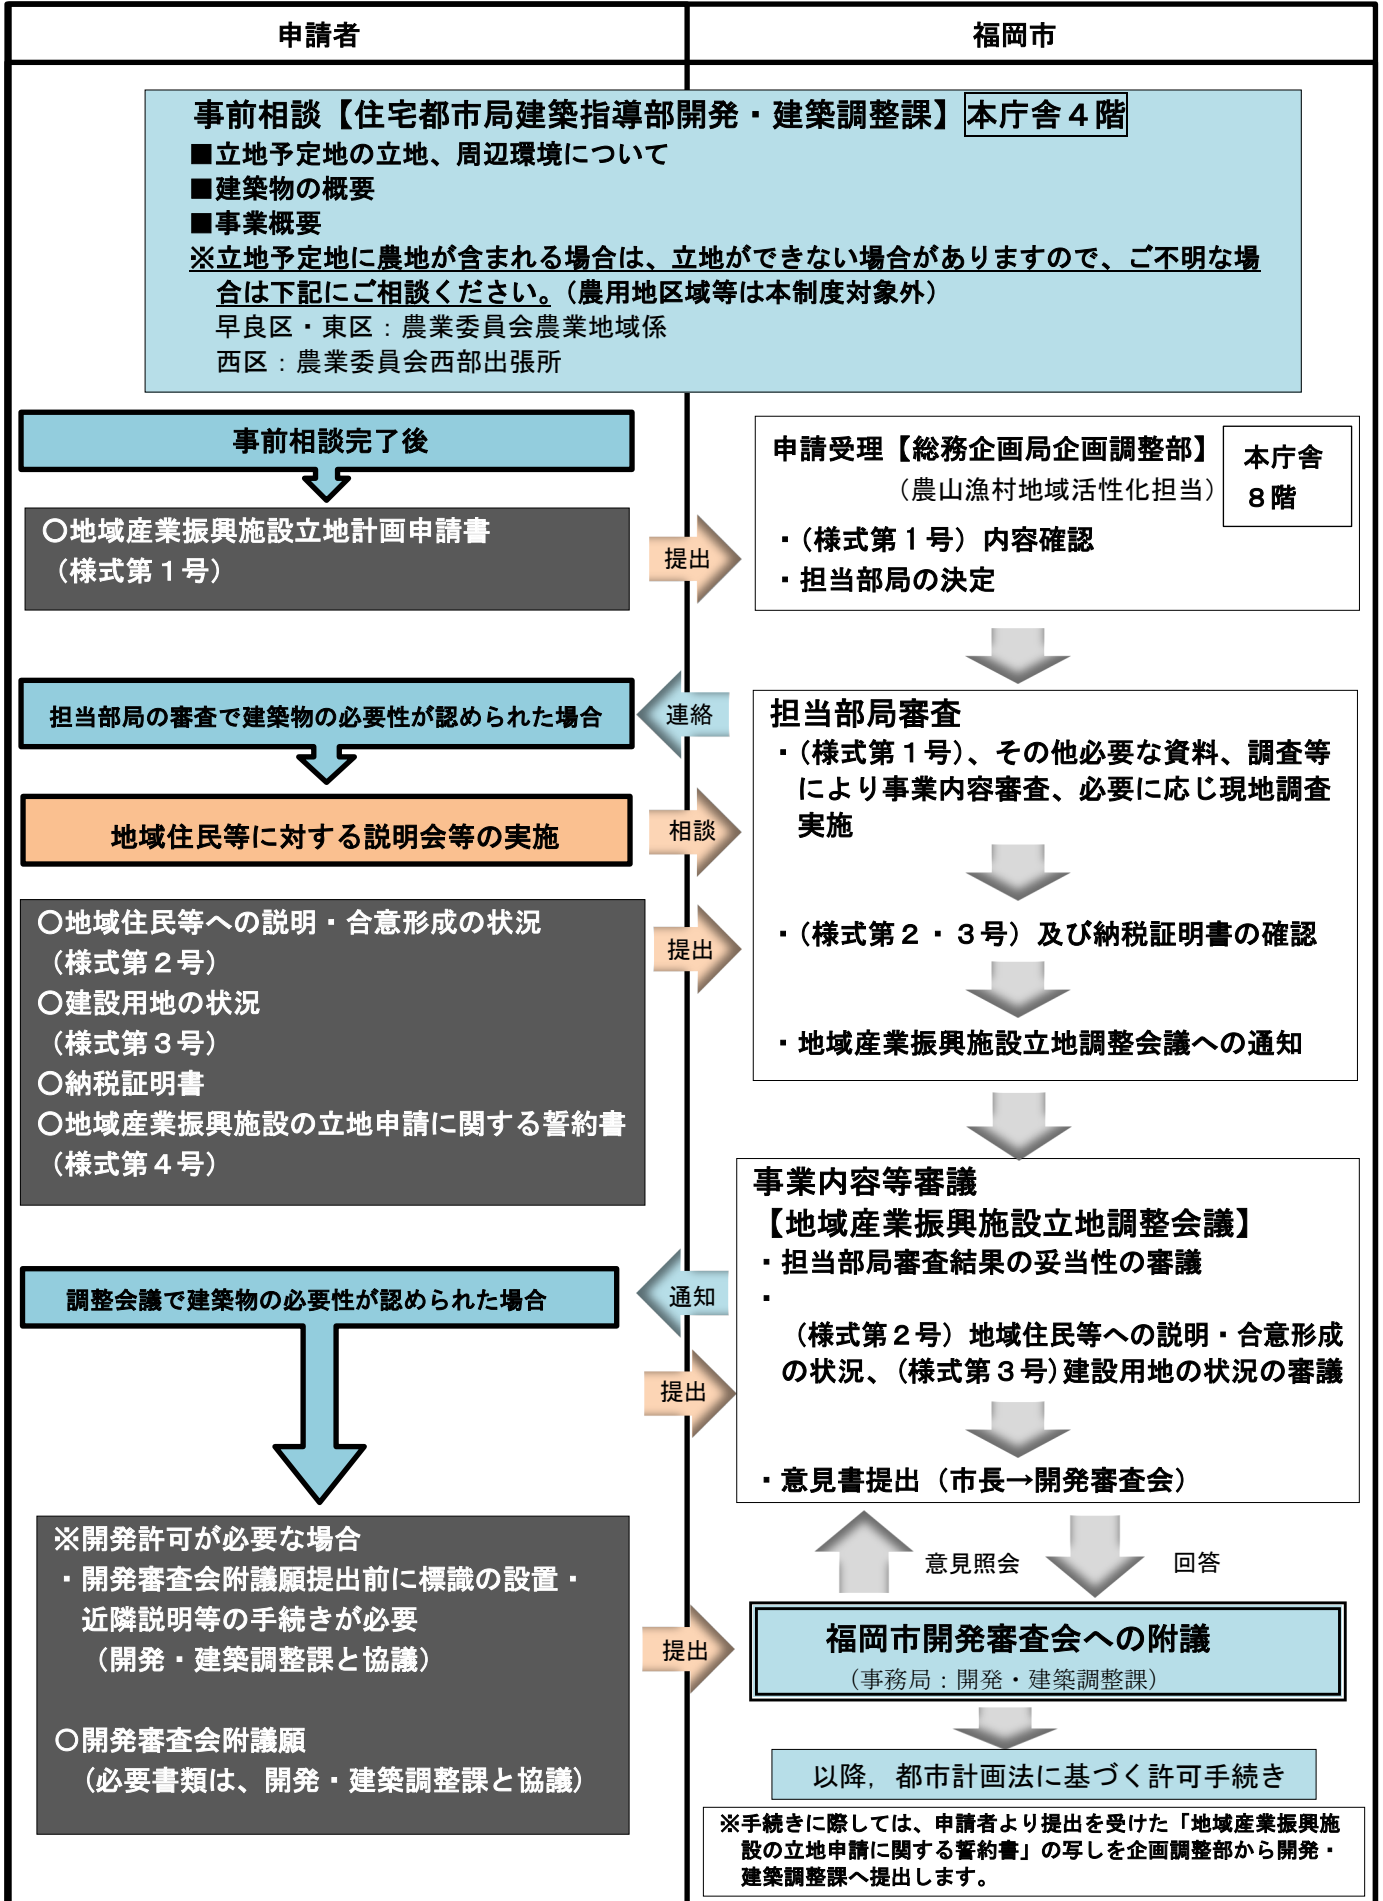 申請者
福岡市
事前相談【住宅都市局建築指導部開発・建築調整課】本庁舎４階
■立地予定地の立地、周辺環境について
■建築物の概要
■事業概要
※立地予定地に農地が含まれる場合は、立地ができない場合がありますので、ご不明な場
合は下記にご相談ください。（農用地区域等は本制度対象外）
早良区・東区：農業委員会農業地域係
西区：農業委員会西部出張所
事前相談完了後
○地域産業振興施設立地計画申請書
（様式第１号）
提出
申請受理【総務企画局企画調整部】
（農山漁村地域活性化担当）
本庁舎
８階
・（様式第１号）内容確認
・担当部局の決定
担当部局の審査で建築物の必要性が認められた場合
連絡
担当部局審査
・（様式第１号）、その他必要な資料、調査等
により事業内容審査、必要に応じ現地調査
実施
地域住民等に対する説明会等の実施
相談
○地域住民等への説明・合意形成の状況
（様式第２号）
○建設用地の状況
（様式第３号）
○納税証明書
○地域産業振興施設の立地申請に関する誓約書
（様式第４号）
提出
・（様式第２・３号）及び納税証明書の確認
・地域産業振興施設立地調整会議への通知
事業内容等審議
【地域産業振興施設立地調整会議】
・担当部局審査結果の妥当性の審議
・
（様式第２号）地域住民等への説明・合意形成
の状況、（様式第３号）建設用地の状況の審議
・意見書提出（市長→開発審査会）
調整会議で建築物の必要性が認められた場合
通知
提出
意見照会
回答
※開発許可が必要な場合
・開発審査会附議願提出前に標識の設置・
近隣説明等の手続きが必要
（開発・建築調整課と協議）
○開発審査会附議願
（必要書類は、開発・建築調整課と協議）
提出
福岡市開発審査会への附議
（事務局：開発・建築調整課）
以降，都市計画法に基づく許可手続き
※手続きに際しては、申請者より提出を受けた「地域産業振興施
設の立地申請に関する誓約書」の写しを企画調整部から開発・
建築調整課へ提出します。